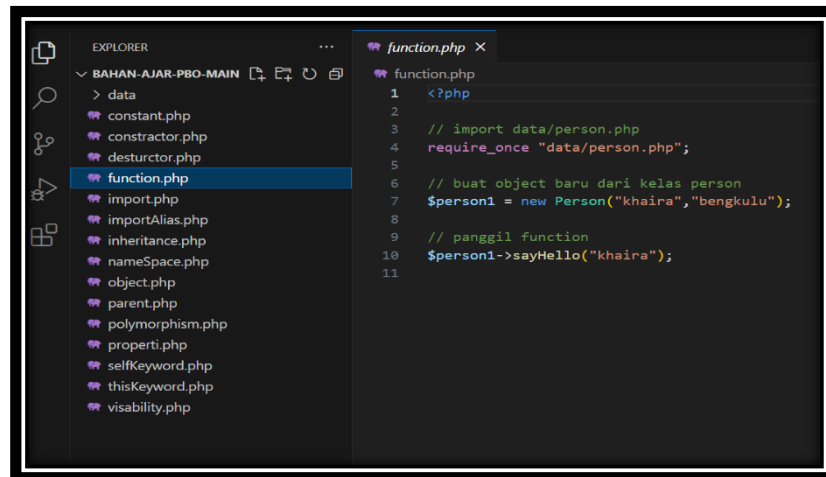 EXPLORER ...
BAHAN-AJAR-PBO-MAIN
data
constant.php
constractor.php
desturctor.php
function.php
import.php
importAlias.php
inheritance.php
nameSpace.php
object.php
parent.php
polymorphism.php
properti.php
selfKeyword.php
thisKeyword.php
visability.php
function.php
function.php
1 <?php
2
3 // import data/person.php
4 require_once "data/person.php";
5
6 // buat object baru dari kelas person
7 $person1 = new Person("khaira","bengkulu");
8
9 // panggil function
10 $person1->sayHello("khaira");
11